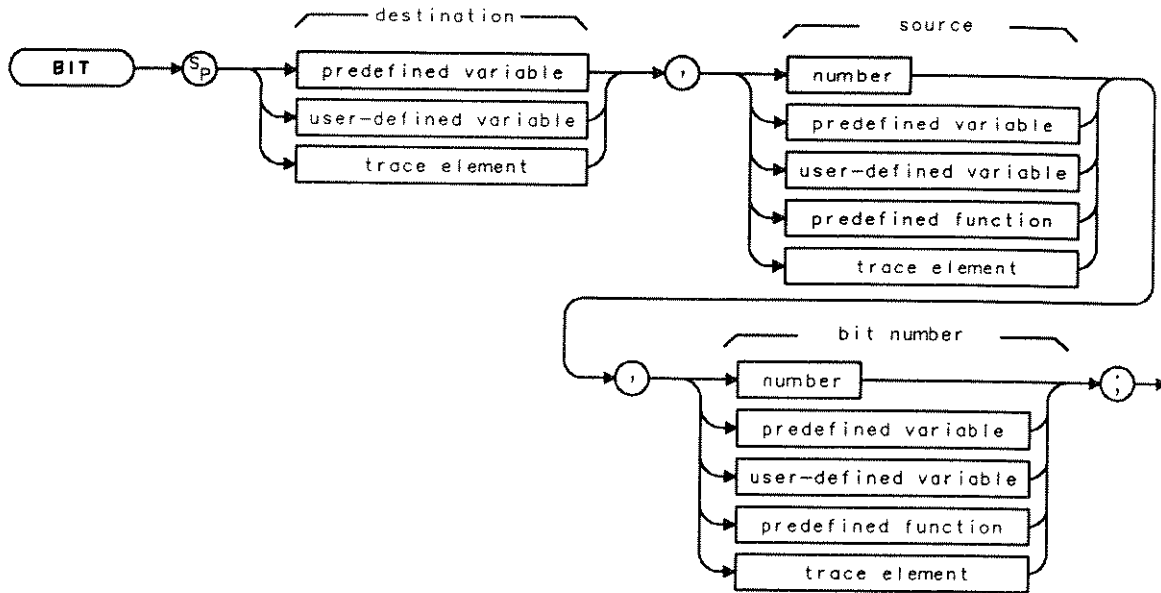 destination
source
BIT
SP
predefined variable
,
number
user-defined variable
predefined variable
trace element
user-defined variable
predefined function
trace element
bit number
,
number
;
predefined variable
user-defined variable
predefined function
trace element